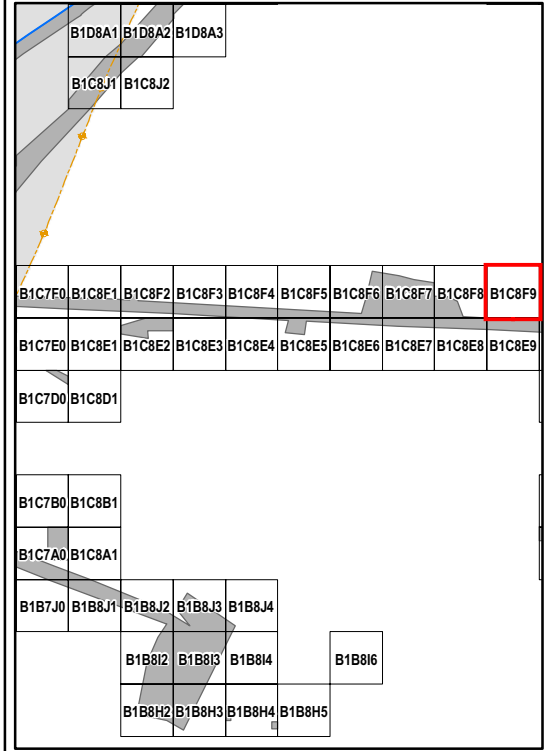 B1D8A1 B1D8A2 B1D8A3
B1C8J1 B1C8J2
B1C7F0 B1C8F1 B1C8F2 B1C8F3 B1C8F4 B1C8F5 B1C8F6 B1C8F7 B1C8F8 B1C8F9
B1C7E0 B1C8E1 B1C8E2 B1C8E3 B1C8E4 B1C8E5 B1C8E6 B1C8E7 B1C8E8 B1C8E9
B1C7D0 B1C8D1
B1C7B0 B1C8B1
B1C7A0 B1C8A1
B1B7J0 B1B8J1 B1B8J2 B1B8J3 B1B8J4
B1B8I2 B1B8I3 B1B8I4 B1B8I6
B1B8H2 B1B8H3 B1B8H4 B1B8H5